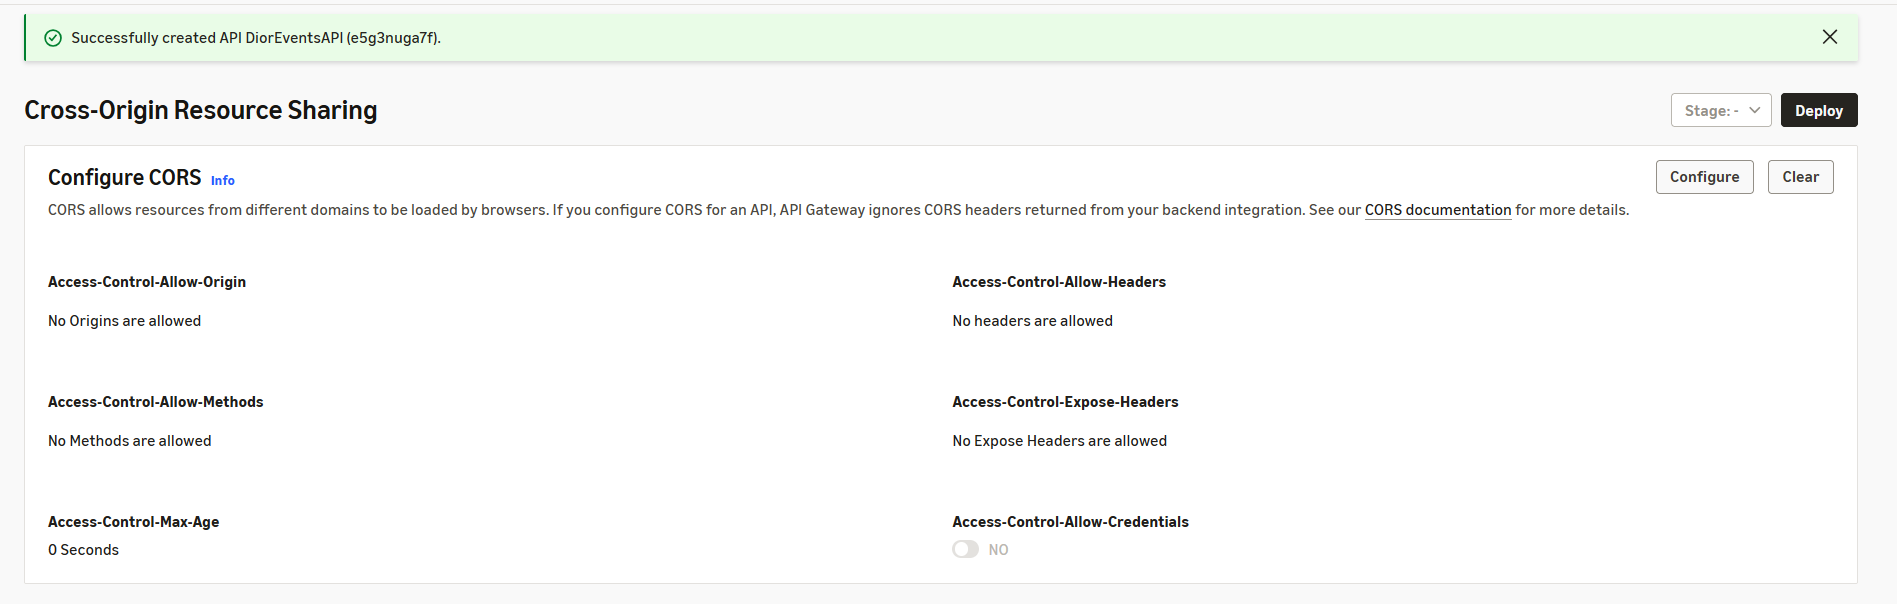 Successfully created API DiorEventsAPI (e5g3nuga7f).
Cross-Origin Resource Sharing
Stage: -
Deploy
Configure CORS Info
Configure
Clear
CORS allows resources from different domains to be loaded by browsers. If you configure CORS for an API, API Gateway ignores CORS headers returned from your backend integration. See our CORS documentation for more details.
Access-Control-Allow-Origin
No Origins are allowed
Access-Control-Allow-Headers
No headers are allowed
Access-Control-Allow-Methods
No Methods are allowed
Access-Control-Expose-Headers
No Expose Headers are allowed
Access-Control-Max-Age
0 Seconds
Access-Control-Allow-Credentials
NO